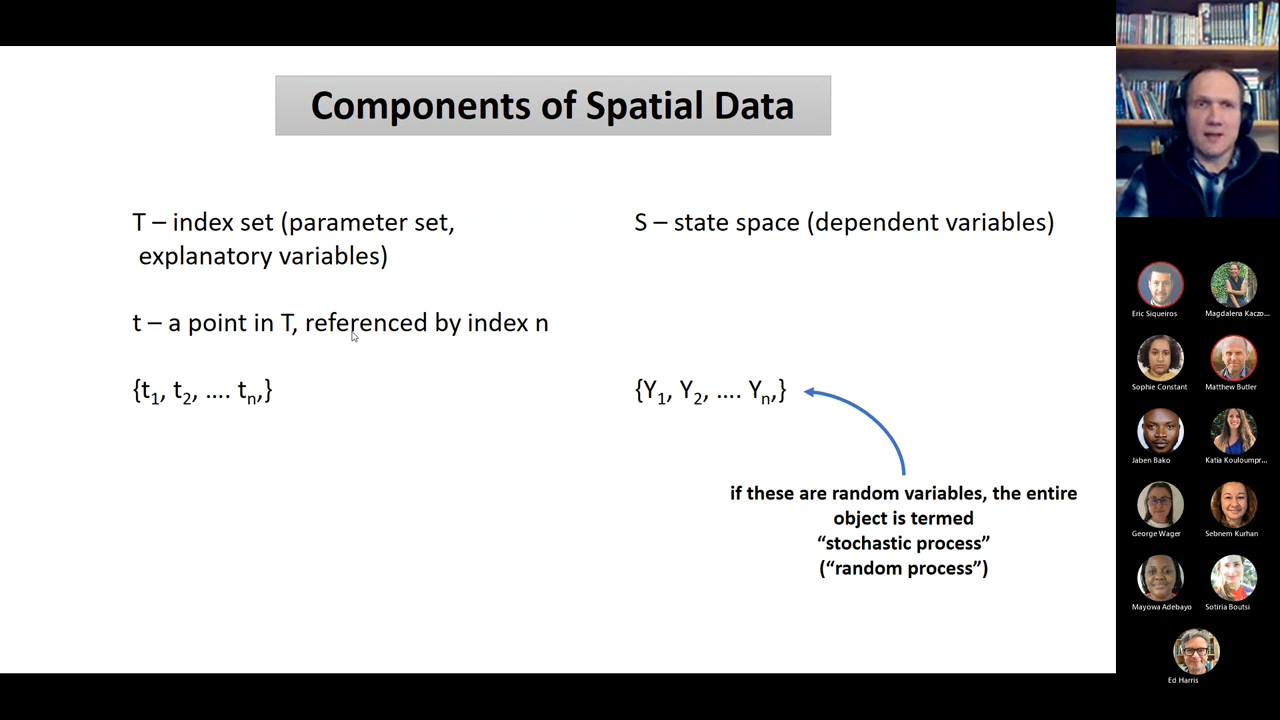 Components of Spatial Data
T – index set (parameter set,
explanatory variables)
S – state space (dependent variables)
t – a point in T, referenced by index n
{t1, t2, …. tn,}
{Y1, Y2, …. Yn,}
if these are random variables, the entire
object is termed
“stochastic process”
(“random process”)
Eric Siqueiros
Magdalena Kaczo...
Sophie Constant
Matthew Butler
Jaben Bako
Katia Kouloumpr...
George Wager
Sebnem Kurhan
Mayowa Adebayo
Sotiria Boutsi
Ed Harris